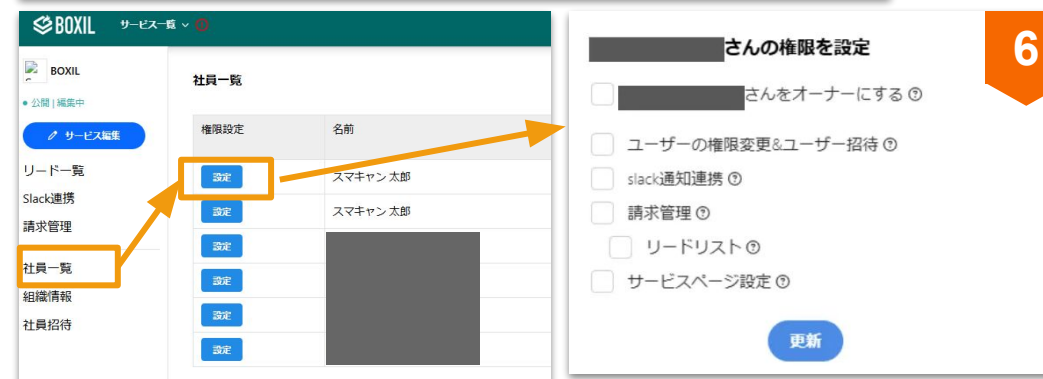 BOXIL サービス一覧
BOXIL
公開 | 編集中
サービス編集
リード一覧
Slack連携
請求管理
社員一覧
組織情報
社員招待
社員一覧
権限設定 名前
設定 スマキャン 太郎
設定 スマキャン 太郎
設定
設定
設定
設定
さんの権限を設定
さんをオーナーにする ?
ユーザーの権限変更&ユーザー招待 ?
slack通知連携 ?
請求管理 ?
リードリスト ?
サービスページ設定 ?
更新
6